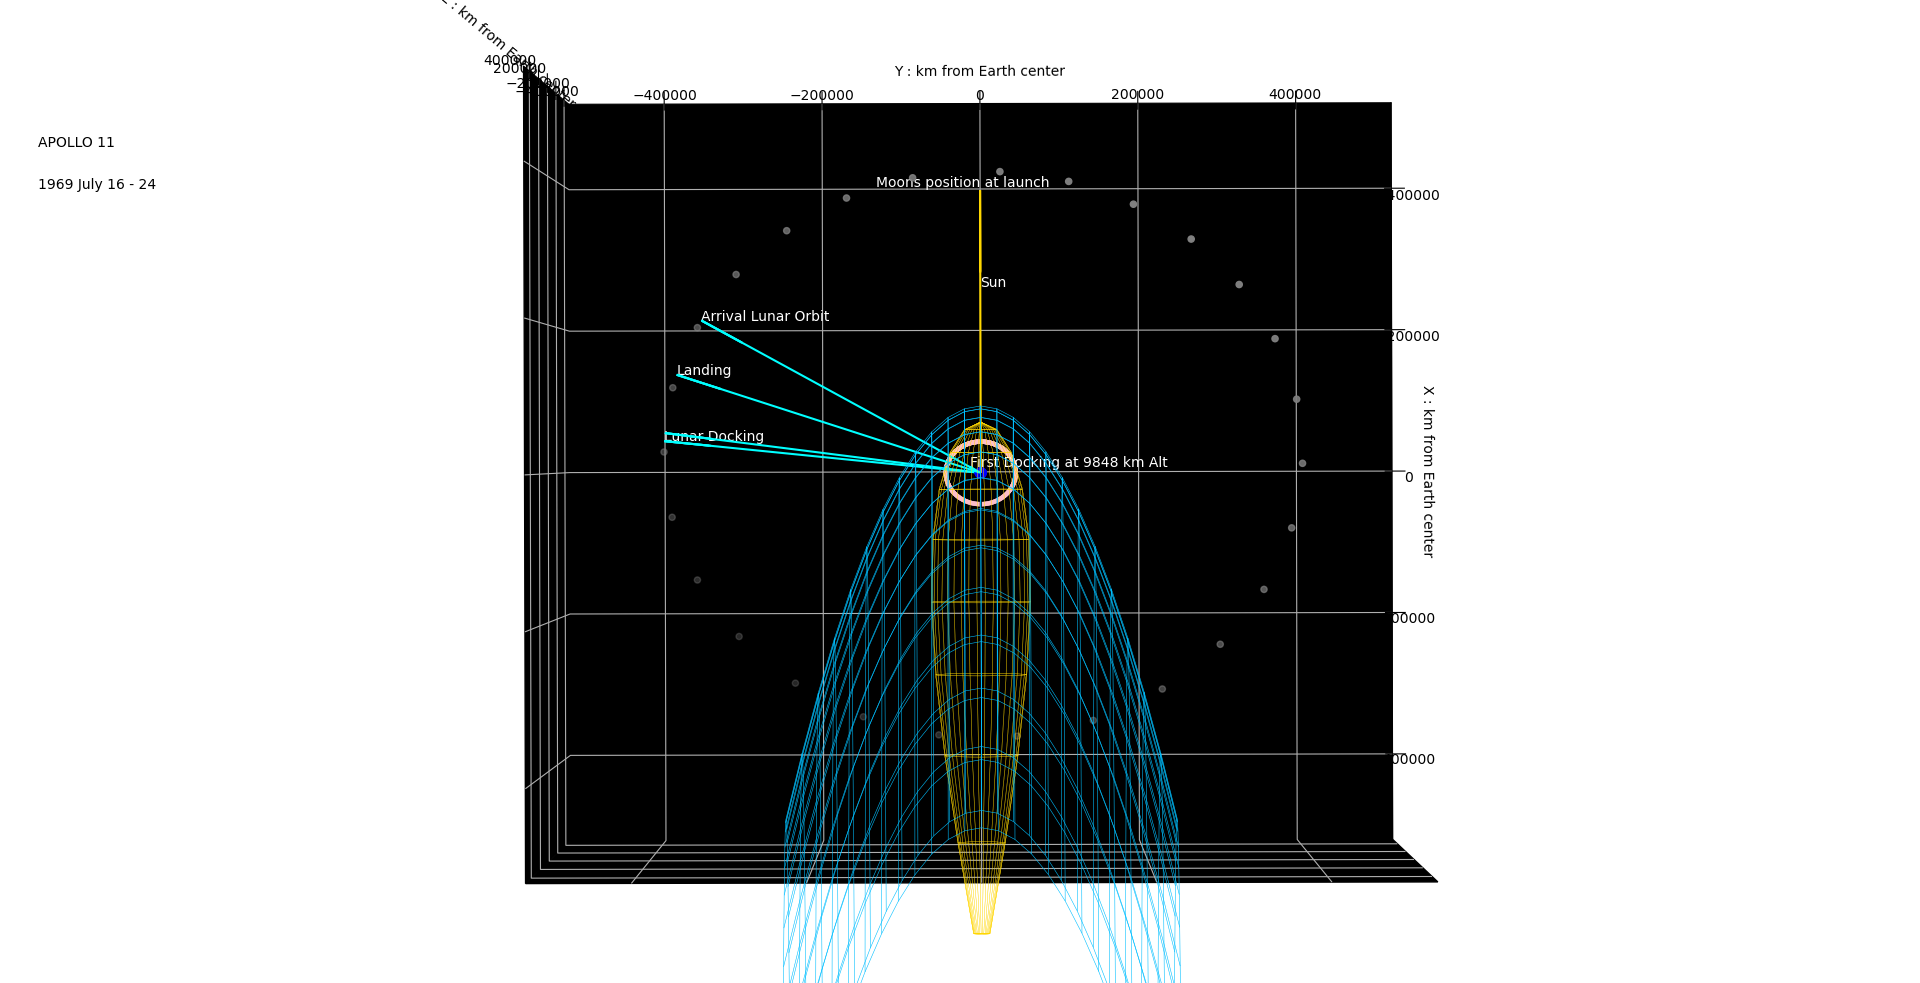 Y : km from Earth center
400000
200000
−400000
−200000
0
200000
400000
APOLLO 11
1969 July 16 - 24
Moons position at launch
Sun
Arrival Lunar Orbit
Landing
Lunar Docking
First Docking at 9848 km Alt
400000
200000
0
X : km from Earth center